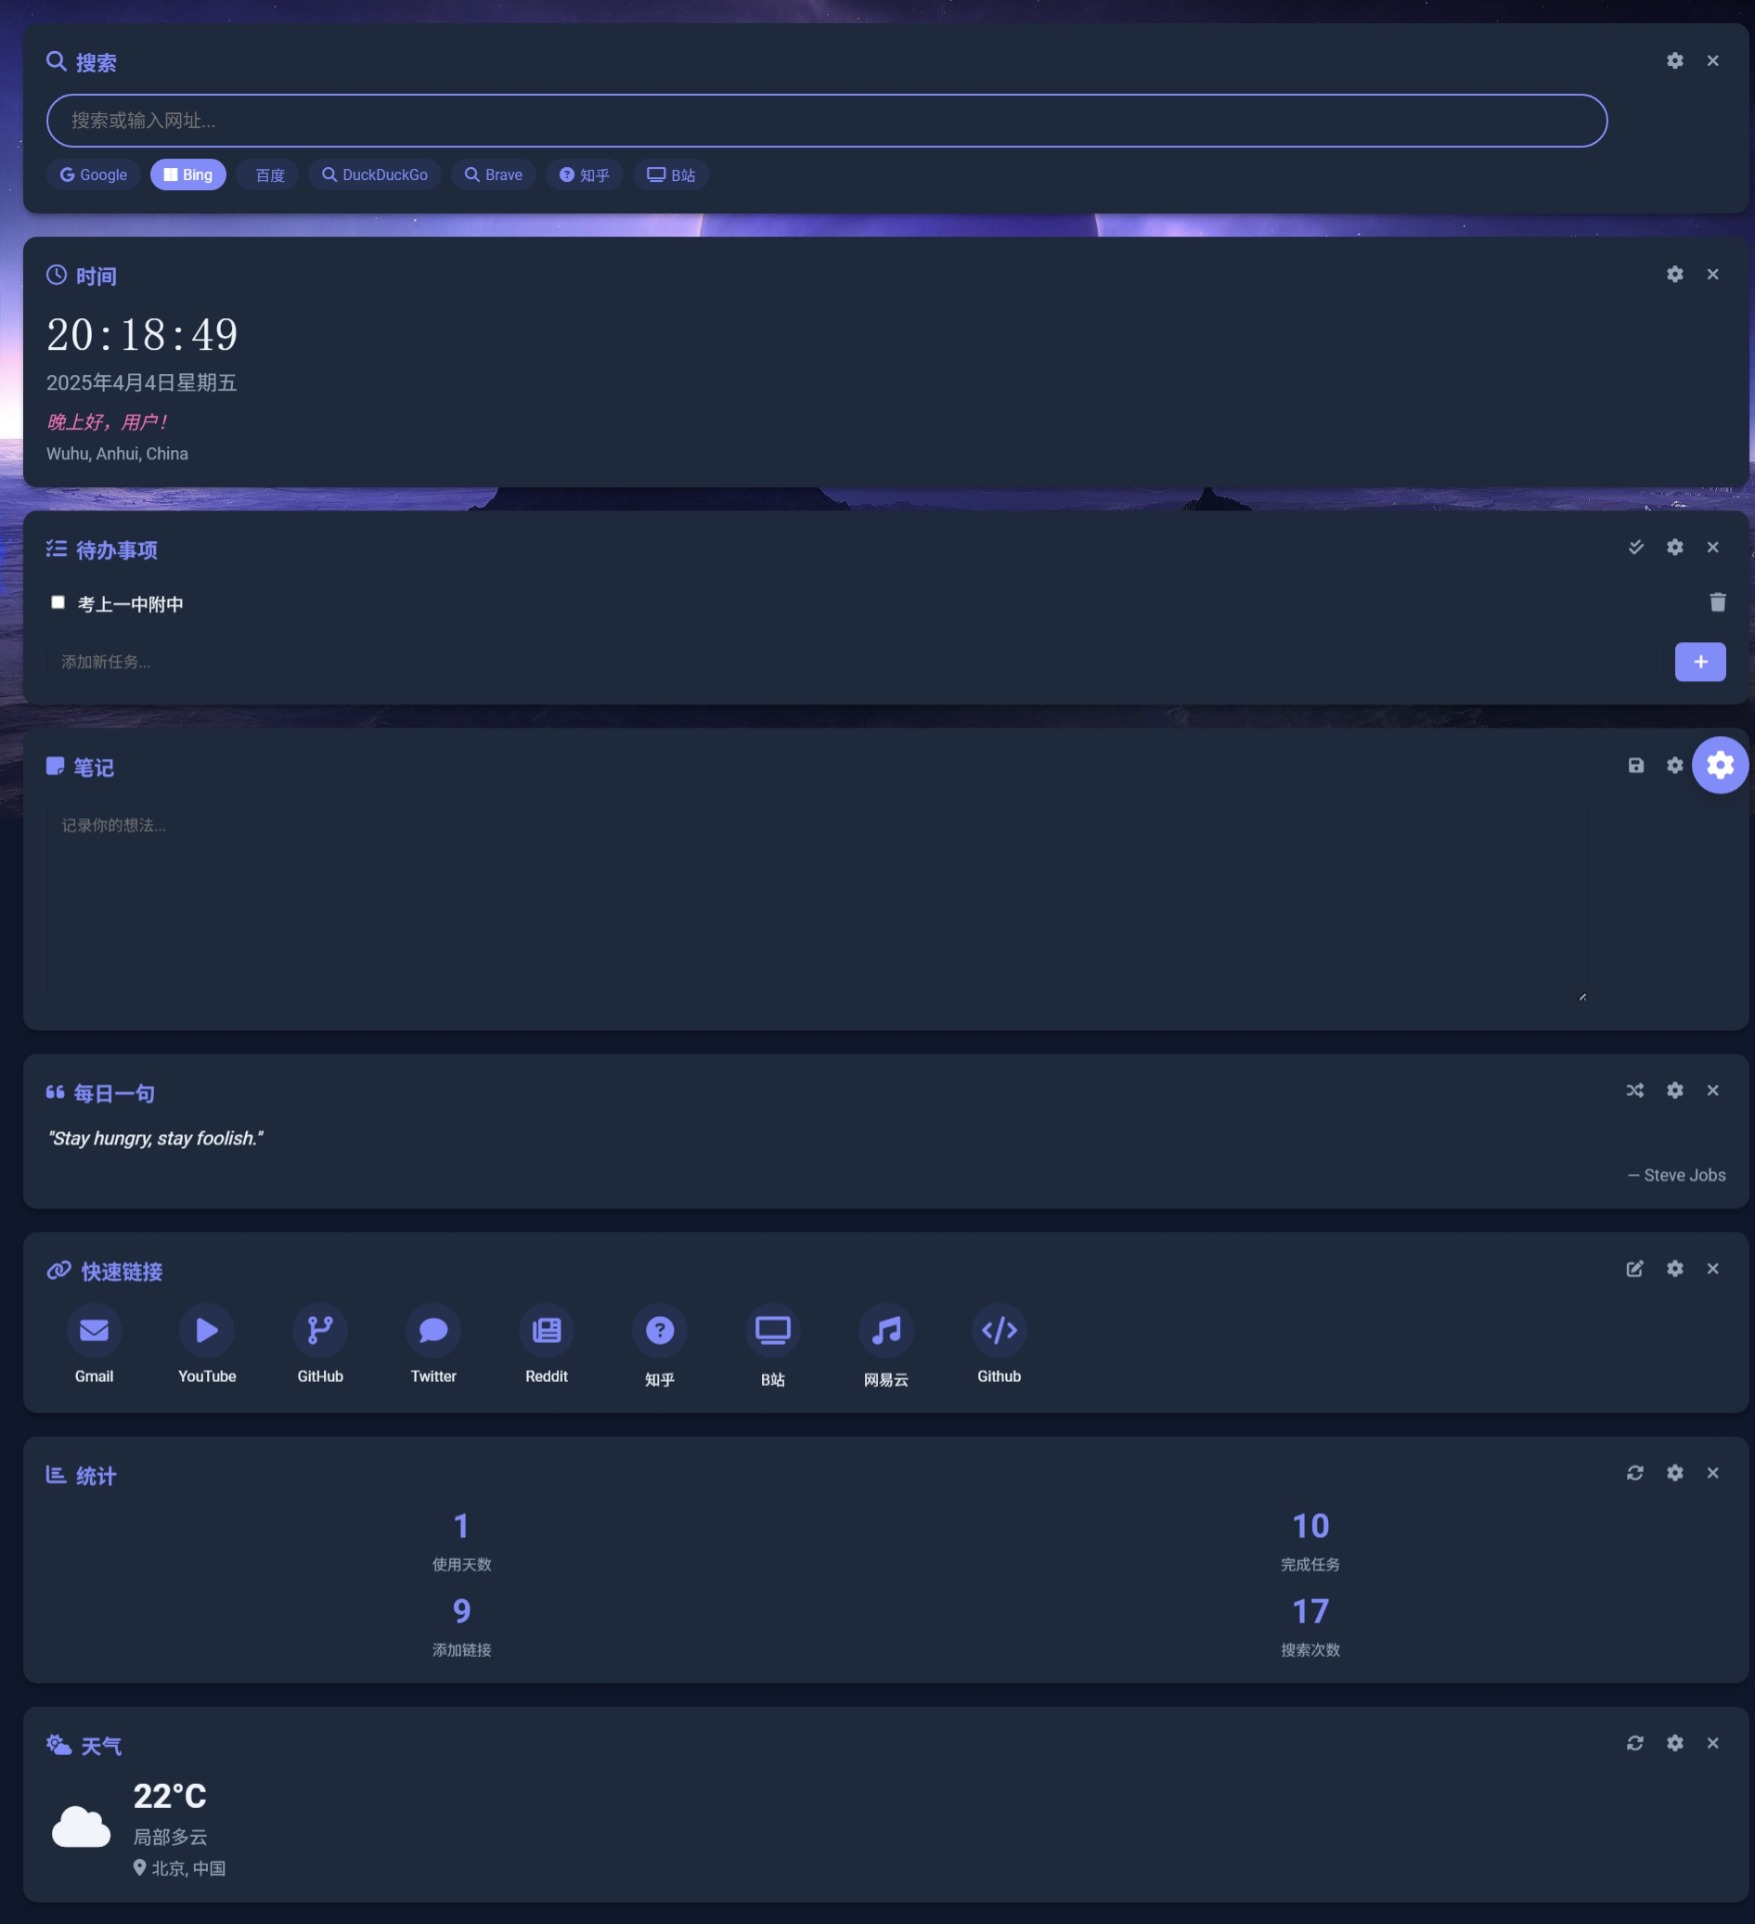 搜索
搜索或输入网址...
Google Bing 百度 DuckDuckGo Brave 知乎 B站
时间
20:18:49
2025年4月4日星期五
晚上好，用户！
Wuhu, Anhui, China
待办事项
考上一中附中
添加新任务...
笔记
记录你的想法...
每日一句
"Stay hungry, stay foolish."
— Steve Jobs
快速链接
Gmail YouTube GitHub Twitter Reddit 知乎 B站 网易云 Github
统计
1 10
使用天数 完成任务
9 17
添加链接 搜索次数
天气
22°C
局部多云
北京, 中国